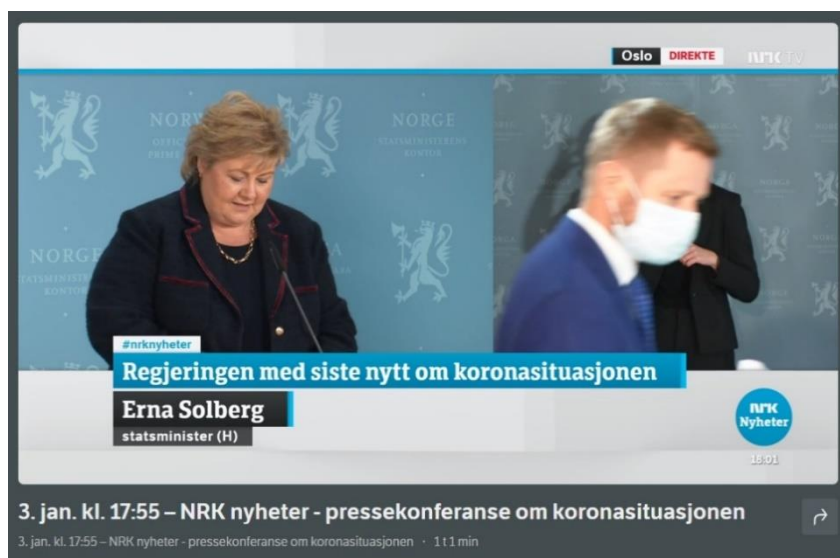 Oslo DIREKTE NRK TV
NORGE
STATSMINISTERENS
KONTOR
NORGE
KONTOR
#nrknyheter
Regjeringen med siste nytt om koronasituasjonen
Erna Solberg
statsminister (H)
NRK
Nyheter
18:01
3. jan. kl. 17:55 – NRK nyheter - pressekonferanse om koronasituasjonen
3. jan. kl. 17:55 – NRK nyheter - pressekonferanse om koronasituasjonen · 1 t 1 min